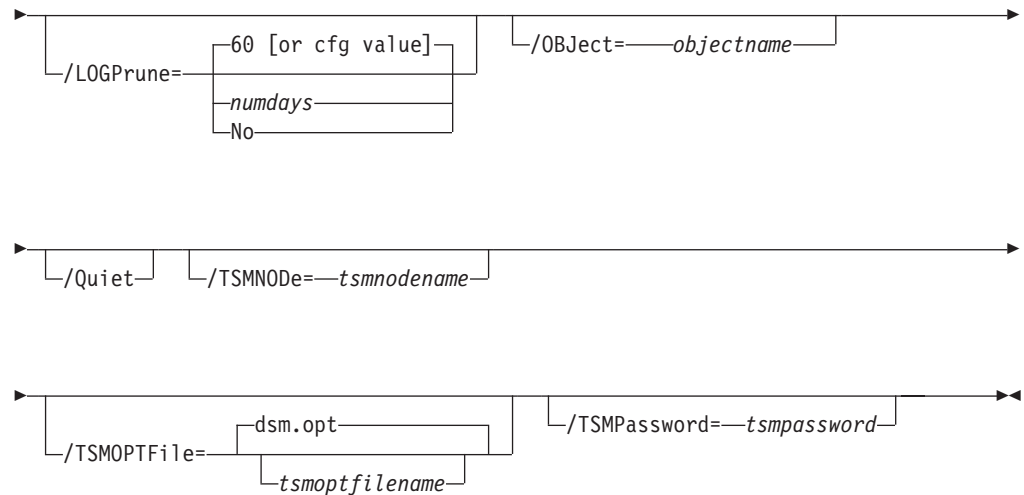 60 [or cfg value]
/LOGPrune=
numdays
No
/OBJect= objectname
/Quiet
/TSMNODe= tsmnodename
dsm.opt
/TSMOPTFile=
tsmoptfilename
/TSMPassword= tsmpassword